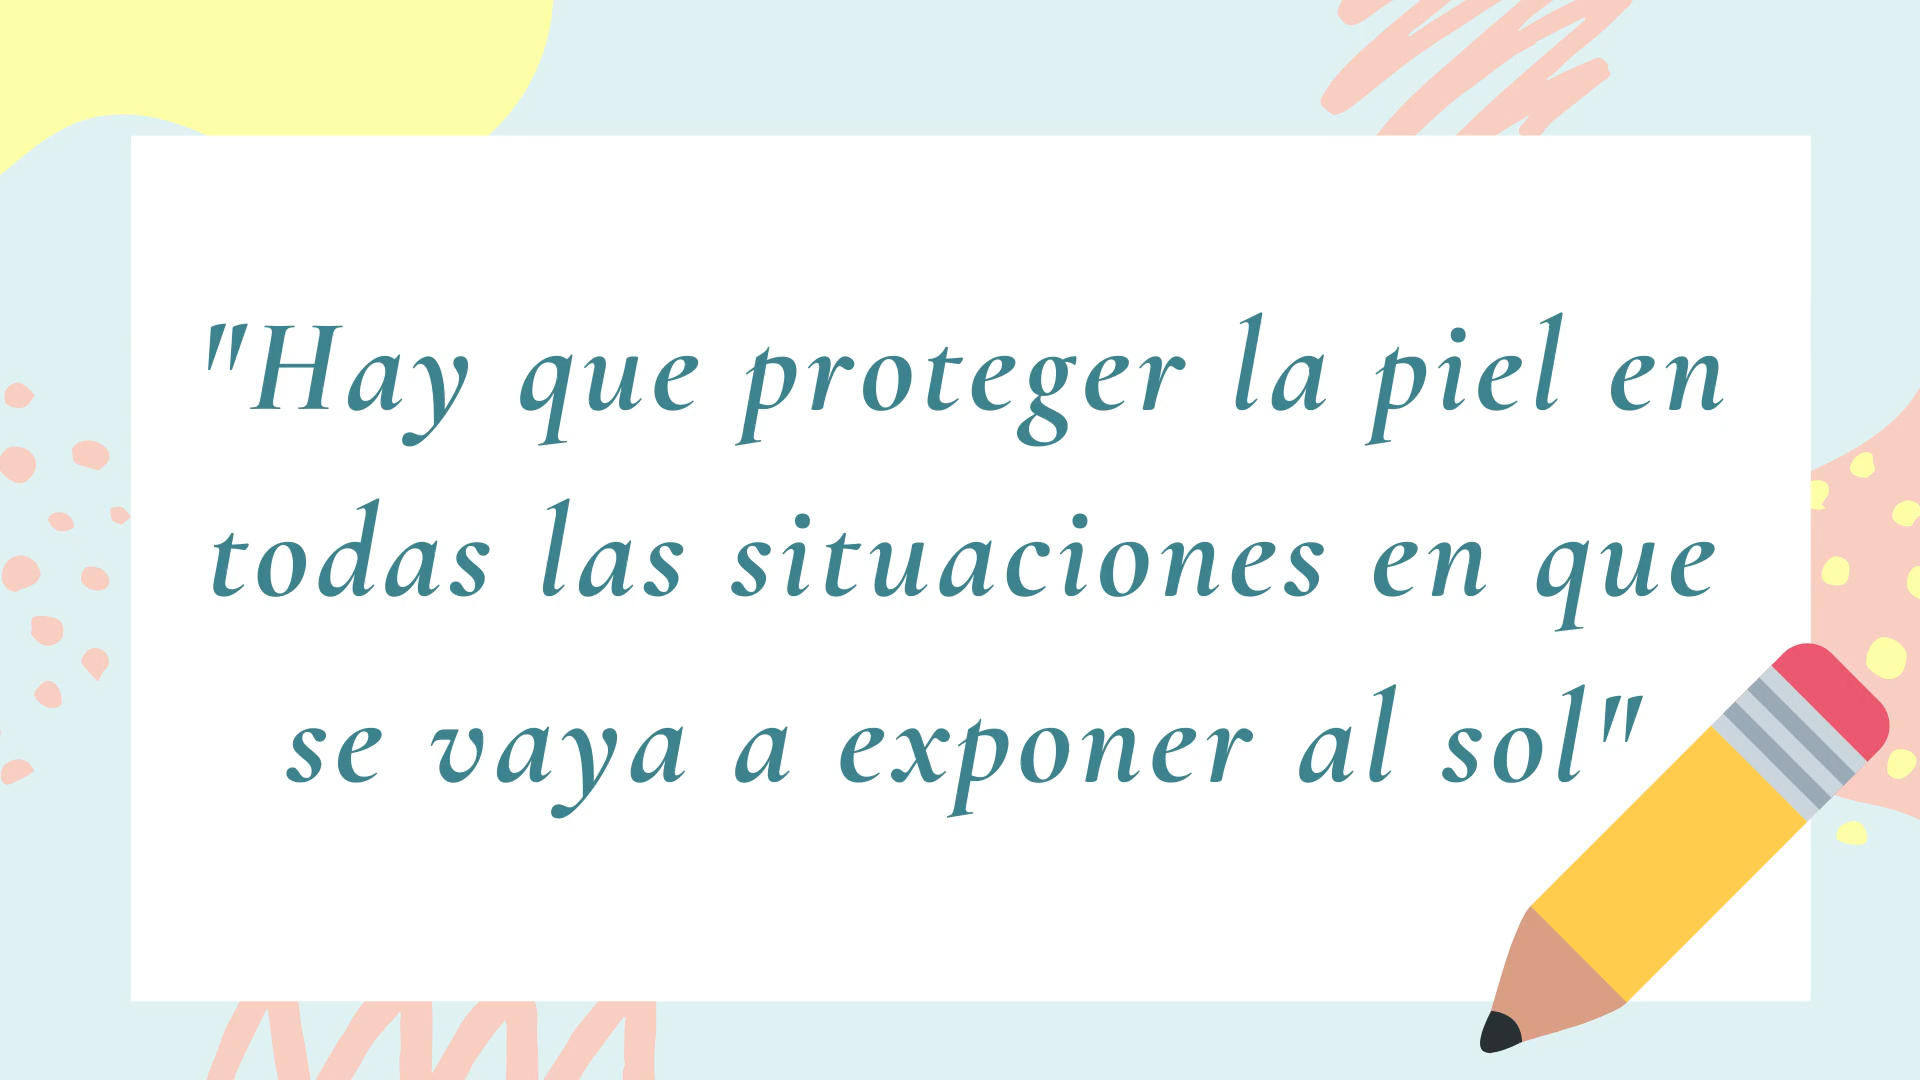 "Hay que proteger la piel en
todas las situaciones en que
se vaya a exponer al sol"